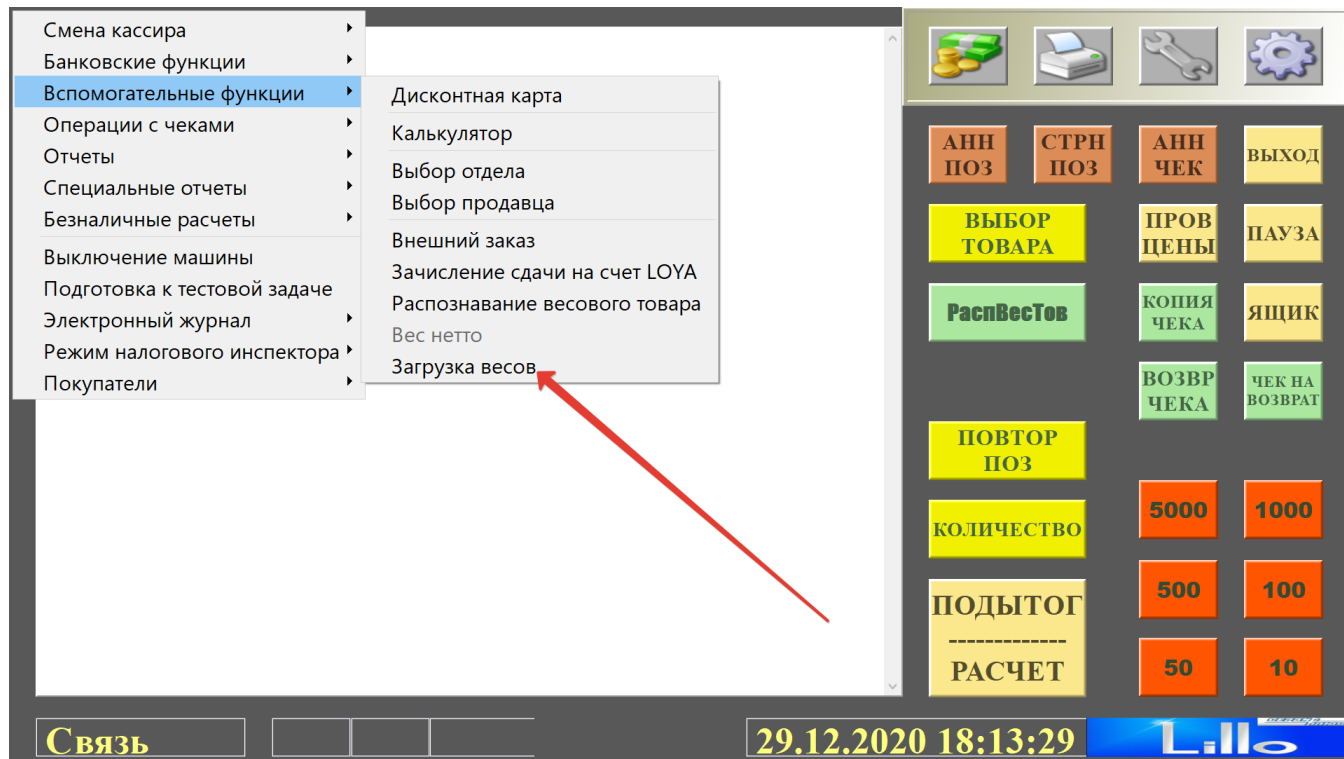 Смена кассира
Банковские функции
Вспомогательные функции
Операции с чеками
Отчеты
Специальные отчеты
Безналичные расчеты
Выключение машины
Подготовка к тестовой задаче
Электронный журнал
Режим налогового инспектора
Покупатели
Дисконтная карта
Калькулятор
Выбор отдела
Выбор продавца
Внешний заказ
Зачисление сдачи на счет LOYA
Распознавание весового товара
Вес нетто
Загрузка весов
АНН
ПОЗ
СТРН
ПОЗ
АНН
ЧЕК
ВЫХОД
ВЫБОР
ТОВАРА
ПРОВ
ЦЕНЫ
ПАУЗА
РаспВесТов
КОПИЯ
ЧЕКА
ЯЩИК
ВОЗВР
ЧЕКА
ЧЕК НА
ВОЗВРАТ
ПОВТОР
ПОЗ
КОЛИЧЕСТВО
5000
1000
ПОДЫТОГ
-------------
РАСЧЕТ
500
100
50
10
Связь
29.12.2020 18:13:29
Lillo